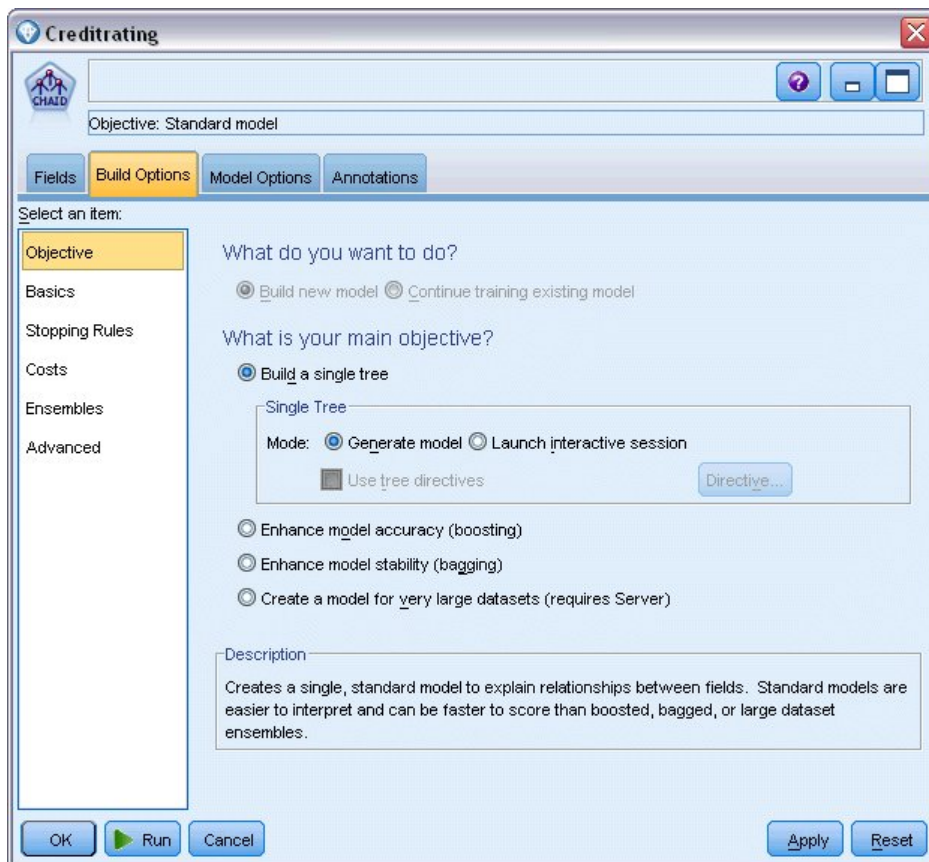 Creditrating
CHAID
Objective: Standard model
Fields Build Options Model Options Annotations
Select an item:
Objective
Basics
Stopping Rules
Costs
Ensembles
Advanced
What do you want to do?
Build new model Continue training existing model
What is your main objective?
Build a single tree
Single Tree
Mode: Generate model Launch interactive session
Use tree directives Directive...
Enhance model accuracy (boosting)
Enhance model stability (bagging)
Create a model for very large datasets (requires Server)
Description
Creates a single, standard model to explain relationships between fields. Standard models are
easier to interpret and can be faster to score than boosted, bagged, or large dataset
ensembles.
OK Run Cancel Apply Reset